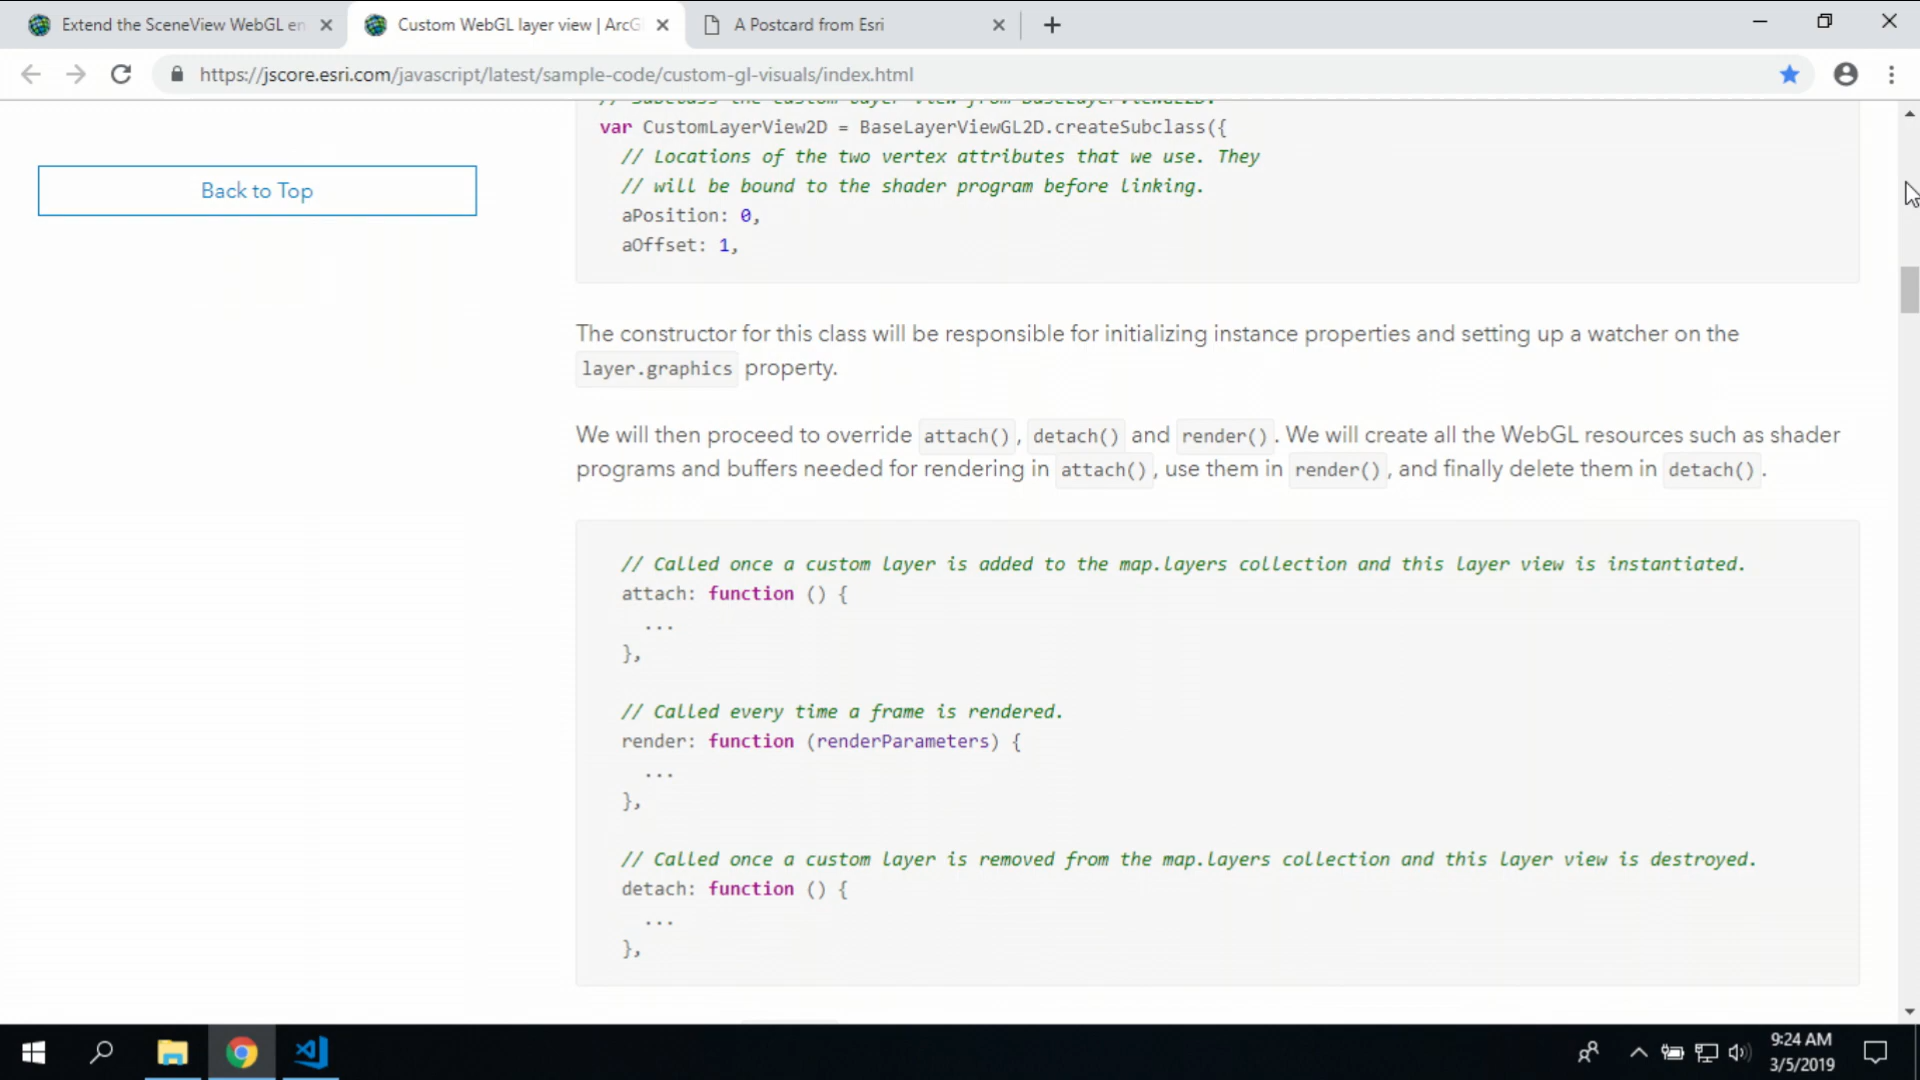 Extend the SceneView WebGL en
Custom WebGL layer view | ArcG
A Postcard from Esri
https://jscore.esri.com/javascript/latest/sample-code/custom-gl-visuals/index.html
Back to Top
// Subclass the custom layer view from BaseLayerViewGL2D.
var CustomLayerView2D = BaseLayerViewGL2D.createSubclass({
// Locations of the two vertex attributes that we use. They
// will be bound to the shader program before linking.
aPosition: 0,
aOffset: 1,
The constructor for this class will be responsible for initializing instance properties and setting up a watcher on the
layer.graphics property.
We will then proceed to override attach(), detach() and render(). We will create all the WebGL resources such as shader
programs and buffers needed for rendering in attach(), use them in render(), and finally delete them in detach().
// Called once a custom layer is added to the map.layers collection and this layer view is instantiated.
attach: function () {
...
},
// Called every time a frame is rendered.
render: function (renderParameters) {
...
},
// Called once a custom layer is removed from the map.layers collection and this layer view is destroyed.
detach: function () {
...
},
9:24 AM
3/5/2019